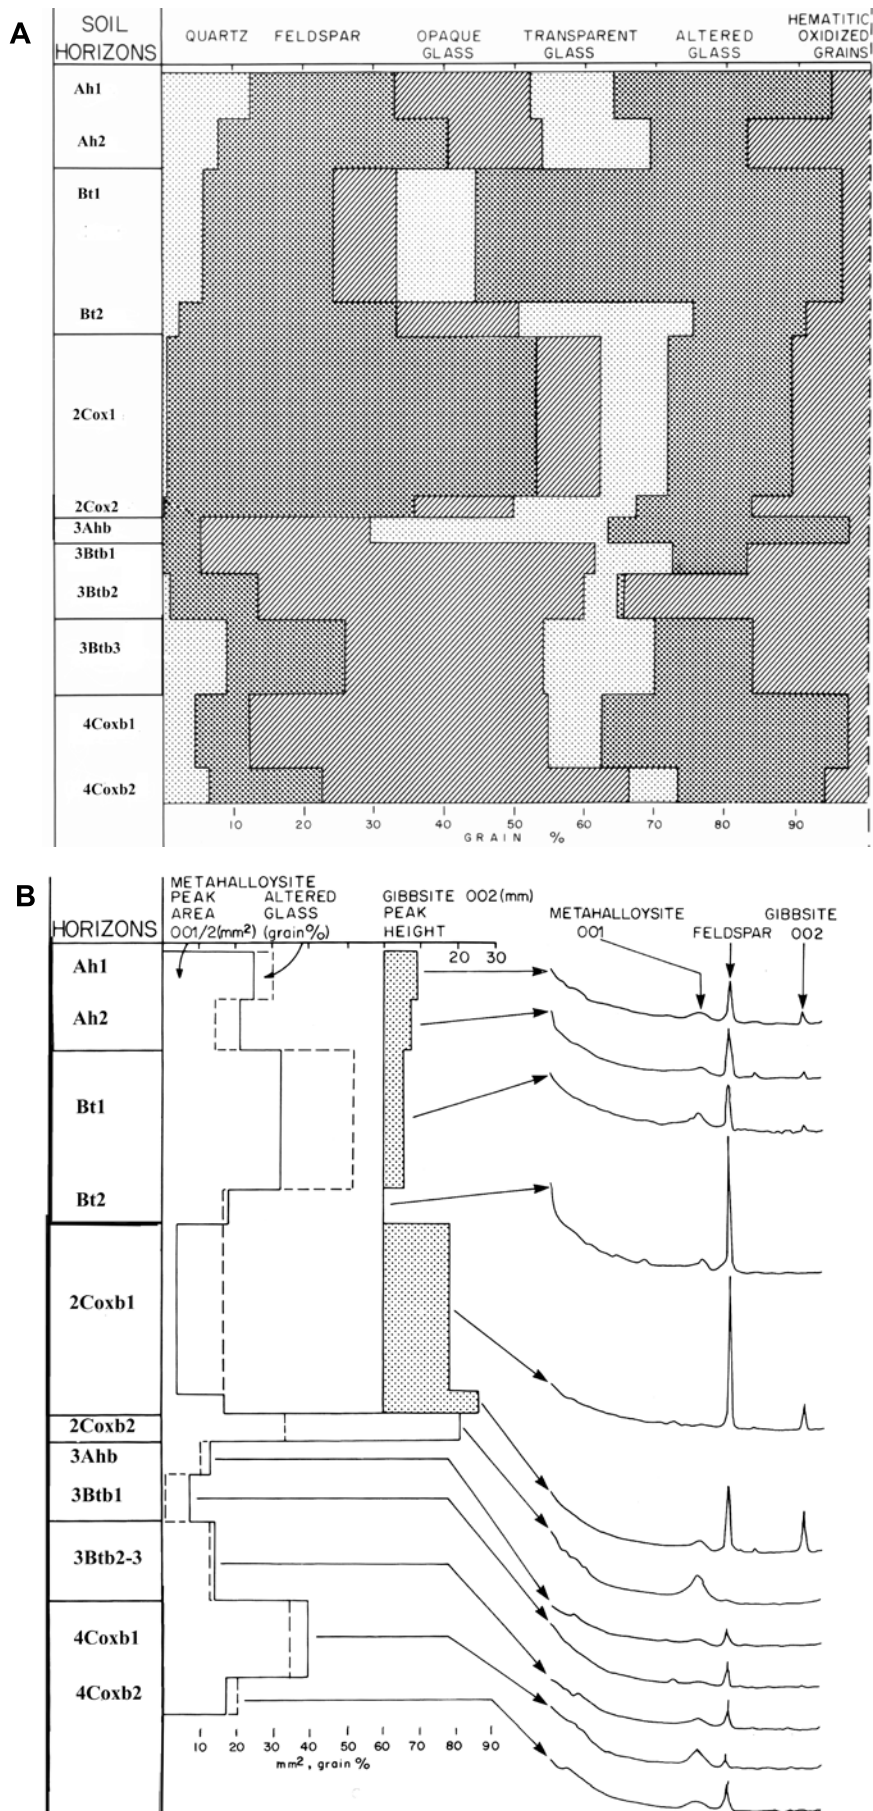 A
SOIL
HORIZONS
QUARTZ
FELDSPAR
OPAQUE
GLASS
TRANSPARENT
GLASS
ALTERED
GLASS
HEMATITIC
OXIDIZED
GRAINS
Ah1
Ah2
Bt1
Bt2
2Cox1
2Cox2
3Ahb
3Btb1
3Btb2
3Btb3
4Coxb1
4Coxb2
10 20 30 40 50 60 70 80 90
GRAIN %
B
HORIZONS
METAHALLOYSITE
PEAK
AREA
001/2(mm²)
ALTERED
GLASS
(grain%)
GIBBSITE 002(mm)
PEAK
HEIGHT
20 30
METAHALLOYSITE
001
FELDSPAR
GIBBSITE
002
Ah1
Ah2
Bt1
Bt2
2Coxb1
2Coxb2
3Ahb
3Btb1
3Btb2-3
4Coxb1
4Coxb2
10 20 30 40 50 60 70 80 90
mm², grain %